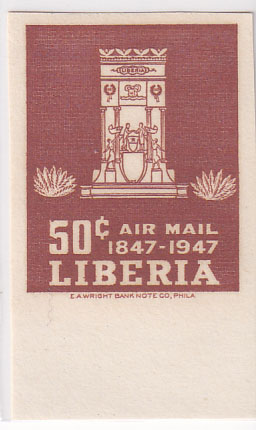 LIBERIA
50¢ AIR MAIL
1847-1947
LIBERIA
E.A.WRIGHT BANK NOTE CO., PHILA